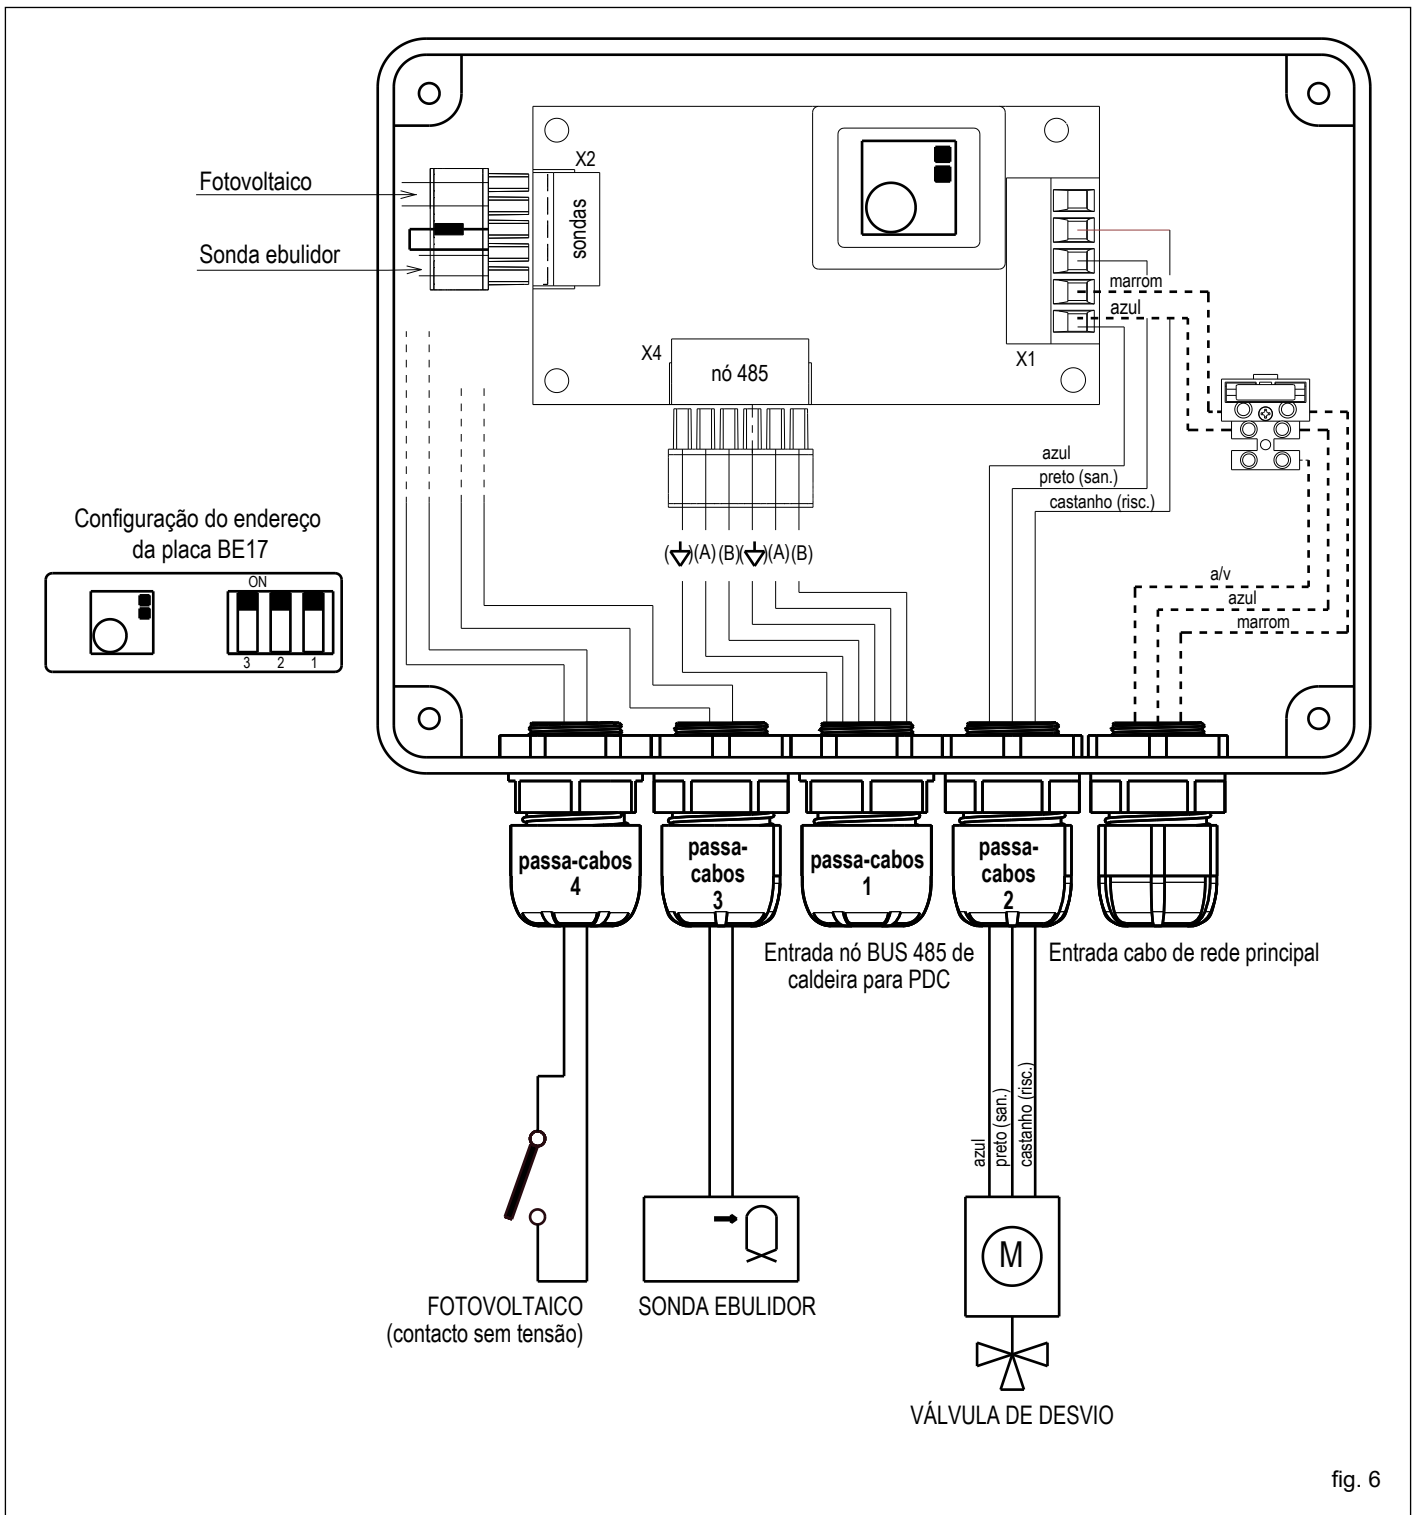 X2
Fotovoltaico
sondas
Sonda ebulidor
marrom
azul
X4
nó 485
X1
azul
preto (san.)
castanho (risc.)
Configuração do endereço
da placa BE17
ON
3 2 1
( )(A) (B)( )(A)(B)
a/v
azul
marrom
passa-cabos
4
passa-
cabos
3
passa-cabos
1
passa-
cabos
2
Entrada nó BUS 485 de
caldeira para PDC
Entrada cabo de rede principal
azul
preto (san.)
castanho (risc.)
M
FOTOVOLTAICO
(contacto sem tensão)
SONDA EBULIDOR
VÁLVULA DE DESVIO
fig. 6